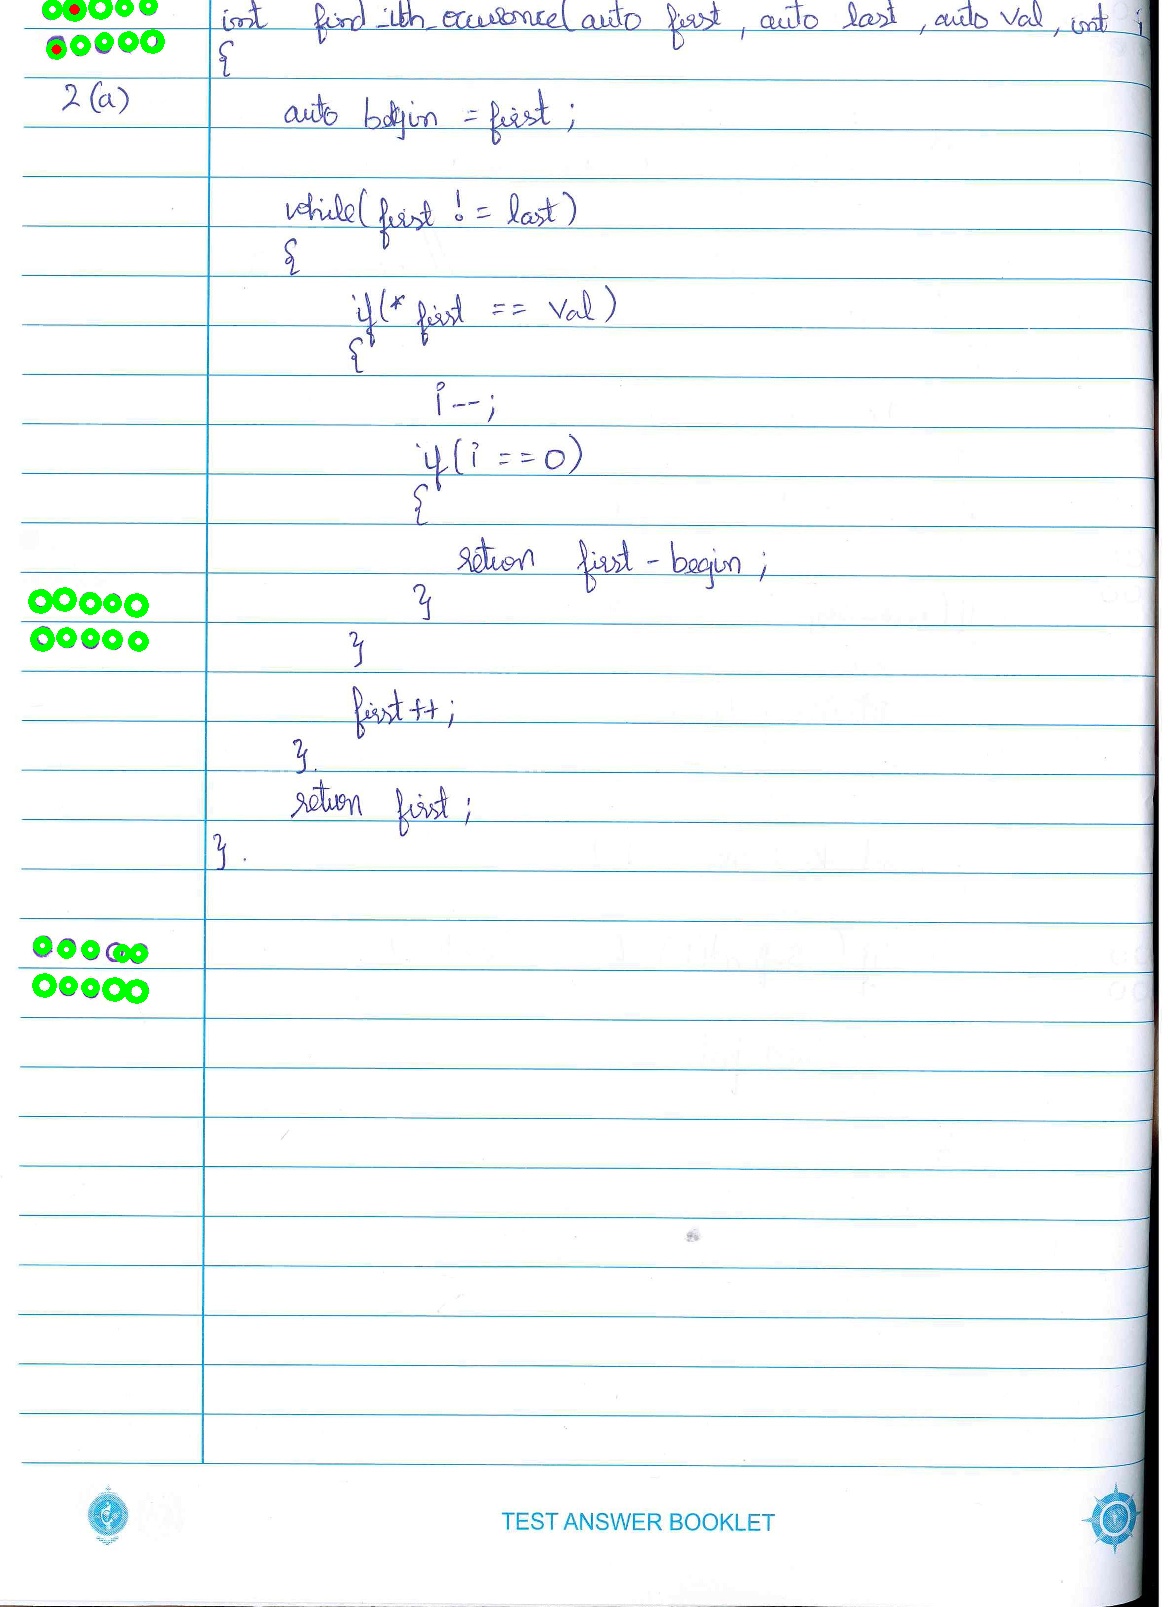 int find_ith_occurence(auto first, auto last, auto val, int i
{
2(a)
auto begin = first;
while(first != last)
{
if(*first == val)
{
i--;
if(i == 0)
{
return first - begin;
}
}
first++;
}.
return first;
}.
TEST ANSWER BOOKLET